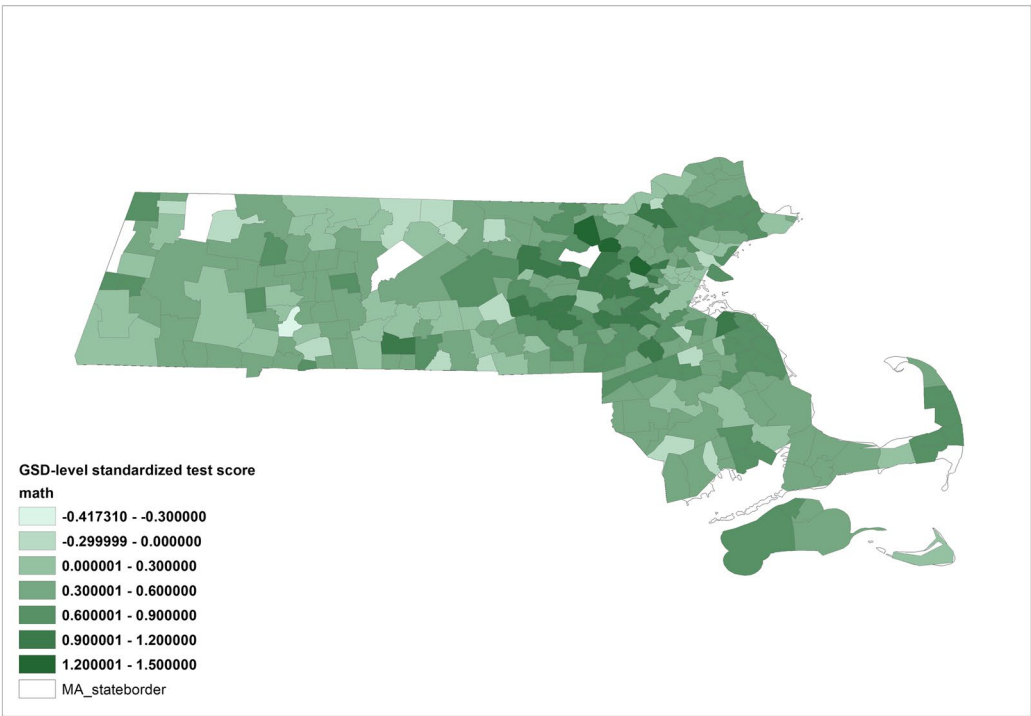 GSD-level standardized test score
math
-0.417310 - -0.300000
-0.299999 - 0.000000
0.000001 - 0.300000
0.300001 - 0.600000
0.600001 - 0.900000
0.900001 - 1.200000
1.200001 - 1.500000
MA_stateborder